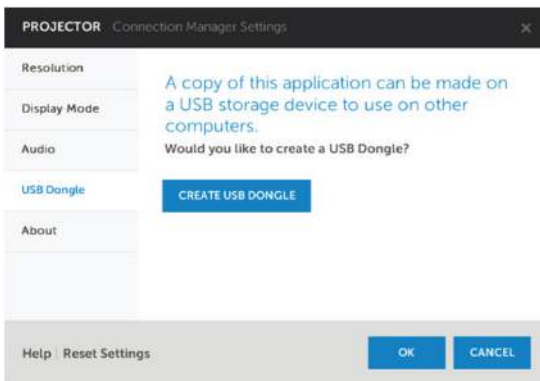 PROJECTOR Connection Manager Settings
Resolution
Display Mode
Audio
USB Dongle
About
A copy of this application can be made on
a USB storage device to use on other
computers.
Would you like to create a USB Dongle?
CREATE USB DONGLE
Help | Reset Settings
OK
CANCEL